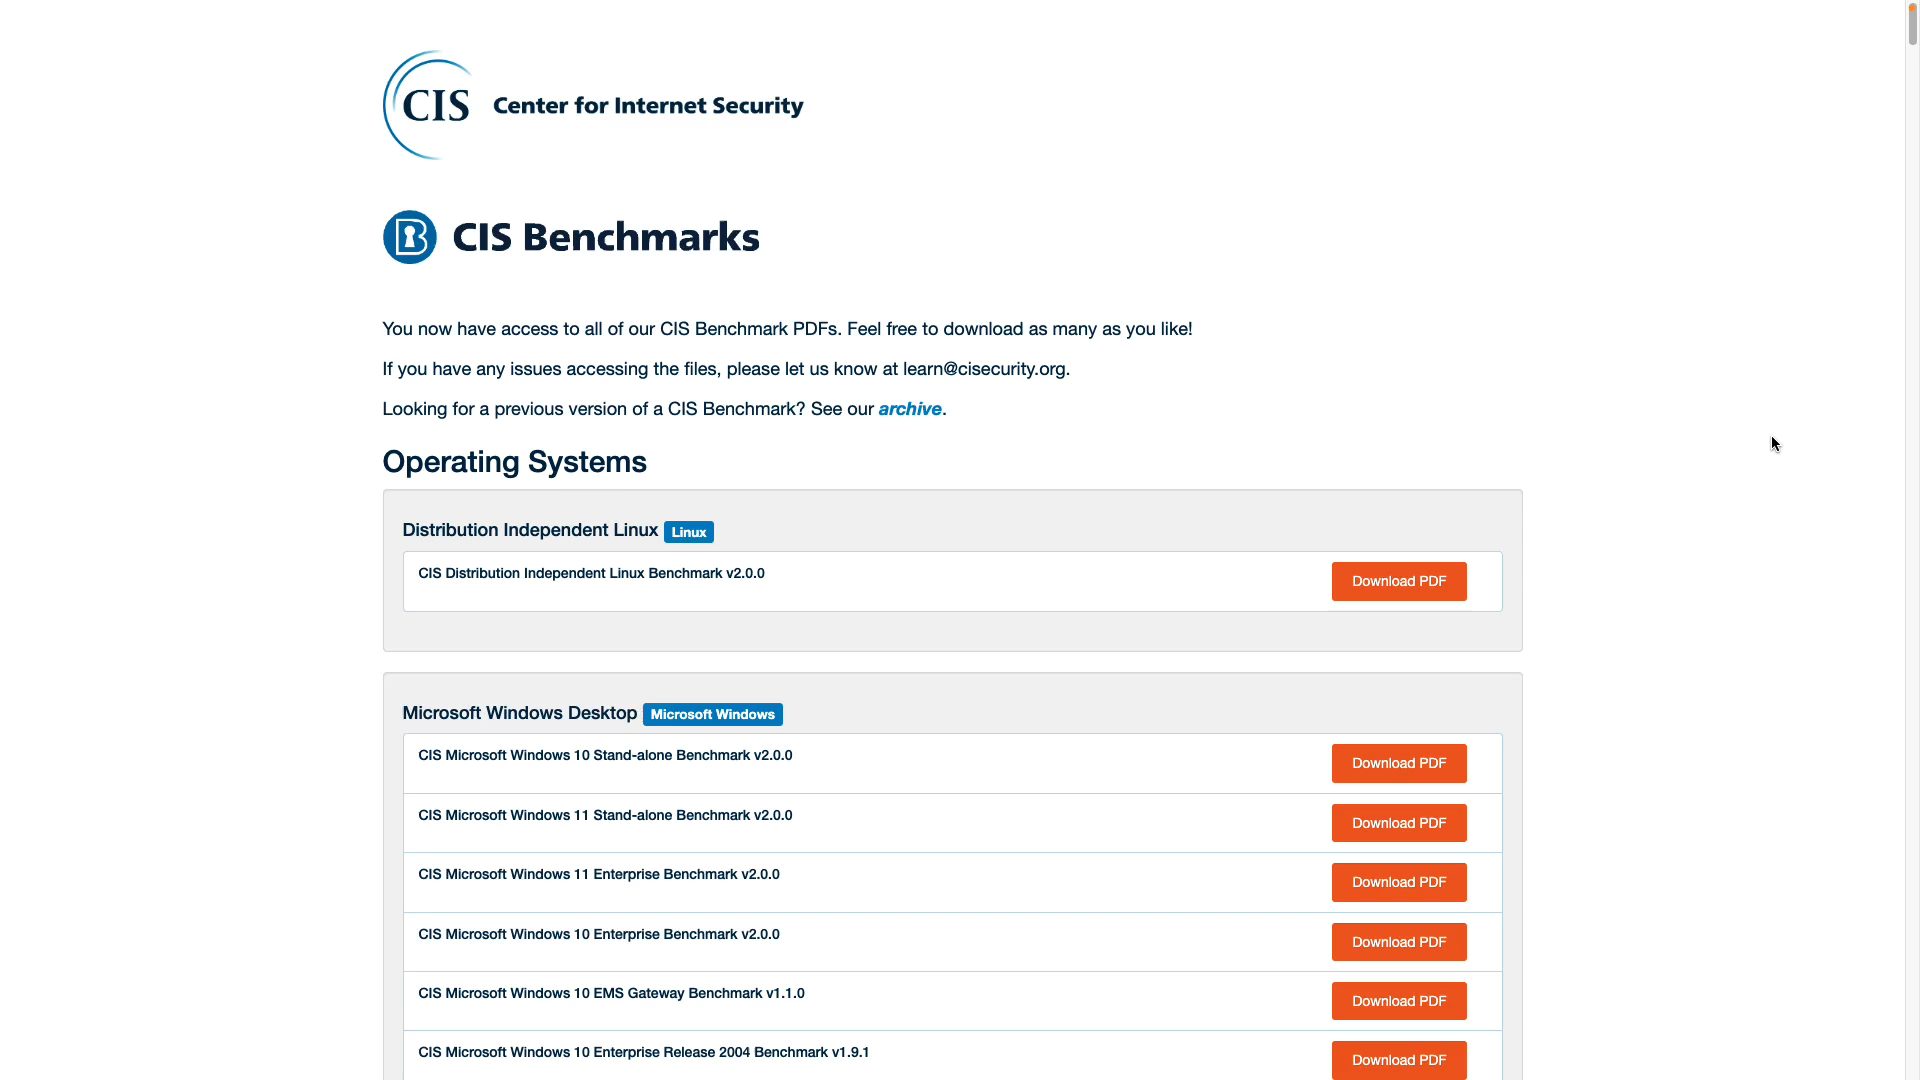 CIS Center for Internet Security
CIS Benchmarks
You now have access to all of our CIS Benchmark PDFs. Feel free to download as many as you like!
If you have any issues accessing the files, please let us know at learn@cisecurity.org.
Looking for a previous version of a CIS Benchmark? See our archive.
Operating Systems
Distribution Independent Linux Linux
CIS Distribution Independent Linux Benchmark v2.0.0 Download PDF
Microsoft Windows Desktop Microsoft Windows
CIS Microsoft Windows 10 Stand-alone Benchmark v2.0.0 Download PDF
CIS Microsoft Windows 11 Stand-alone Benchmark v2.0.0 Download PDF
CIS Microsoft Windows 11 Enterprise Benchmark v2.0.0 Download PDF
CIS Microsoft Windows 10 Enterprise Benchmark v2.0.0 Download PDF
CIS Microsoft Windows 10 EMS Gateway Benchmark v1.1.0 Download PDF
CIS Microsoft Windows 10 Enterprise Release 2004 Benchmark v1.9.1 Download PDF